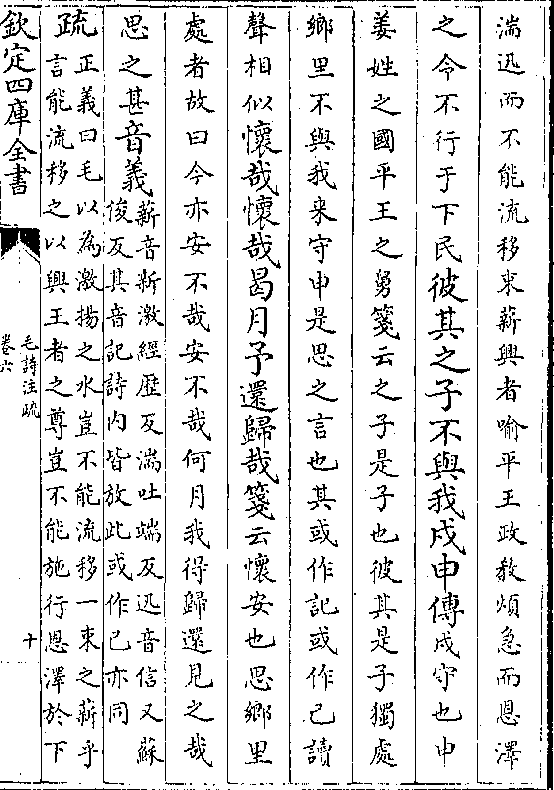 湍迅而不能流移束薪興者喻平王政教煩急而恩澤
之令不行于下民彼其之子不與我戍申傳戍守也申
姜姓之國平王之舅箋云之子是子也彼其是子獨處
鄉里不與我来守申是思之言也其或作記或作已讀
聲相似懷哉懷哉曷月予還歸哉箋云懷安也思鄉里
處者故曰今亦安不哉安不哉何月我得歸還見之哉
思之甚音義薪音新激經歴反湍吐端反迅音信又蘇
俊反其音記詩内皆放此或作已亦同
疏正義曰毛以為激揚之水豈不能流移一束之薪乎
言能流移之以興王者之尊豈不能施行恩澤於下
欽定四庫全書
毛詩注疏
卷六
十